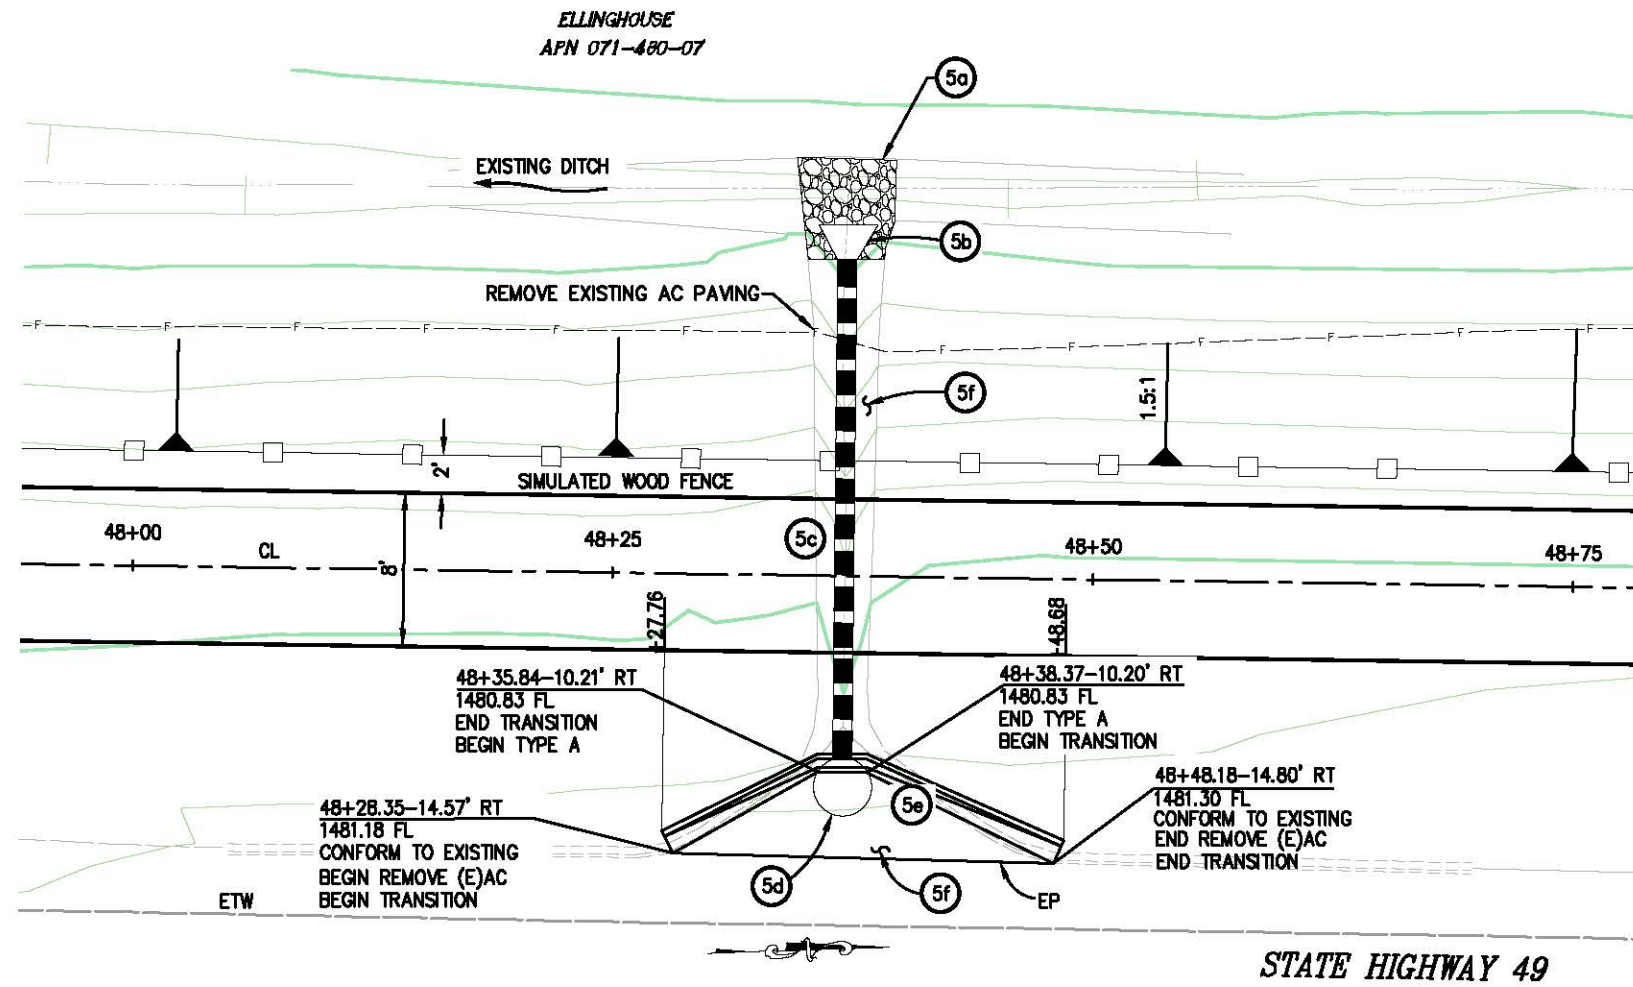 ELLINGHOUSE
APN 071-480-07
5a
EXISTING DITCH
5b
REMOVE EXISTING AC PAVING
F F F F F F F F F F F F
5f
1.5:1
2'
SIMULATED WOOD FENCE
48+00
CL
48+25
5c
48+50
48+75
8'
+27.76
+48.68
48+35.84-10.21' RT
1480.83 FL
END TRANSITION
BEGIN TYPE A
48+38.37-10.20' RT
1480.83 FL
END TYPE A
BEGIN TRANSITION
48+28.35-14.57' RT
1481.18 FL
CONFORM TO EXISTING
BEGIN REMOVE (E)AC
BEGIN TRANSITION
48+48.18-14.80' RT
1481.30 FL
CONFORM TO EXISTING
END REMOVE (E)AC
END TRANSITION
5e
5d
5f
EP
ETW
STATE HIGHWAY 49